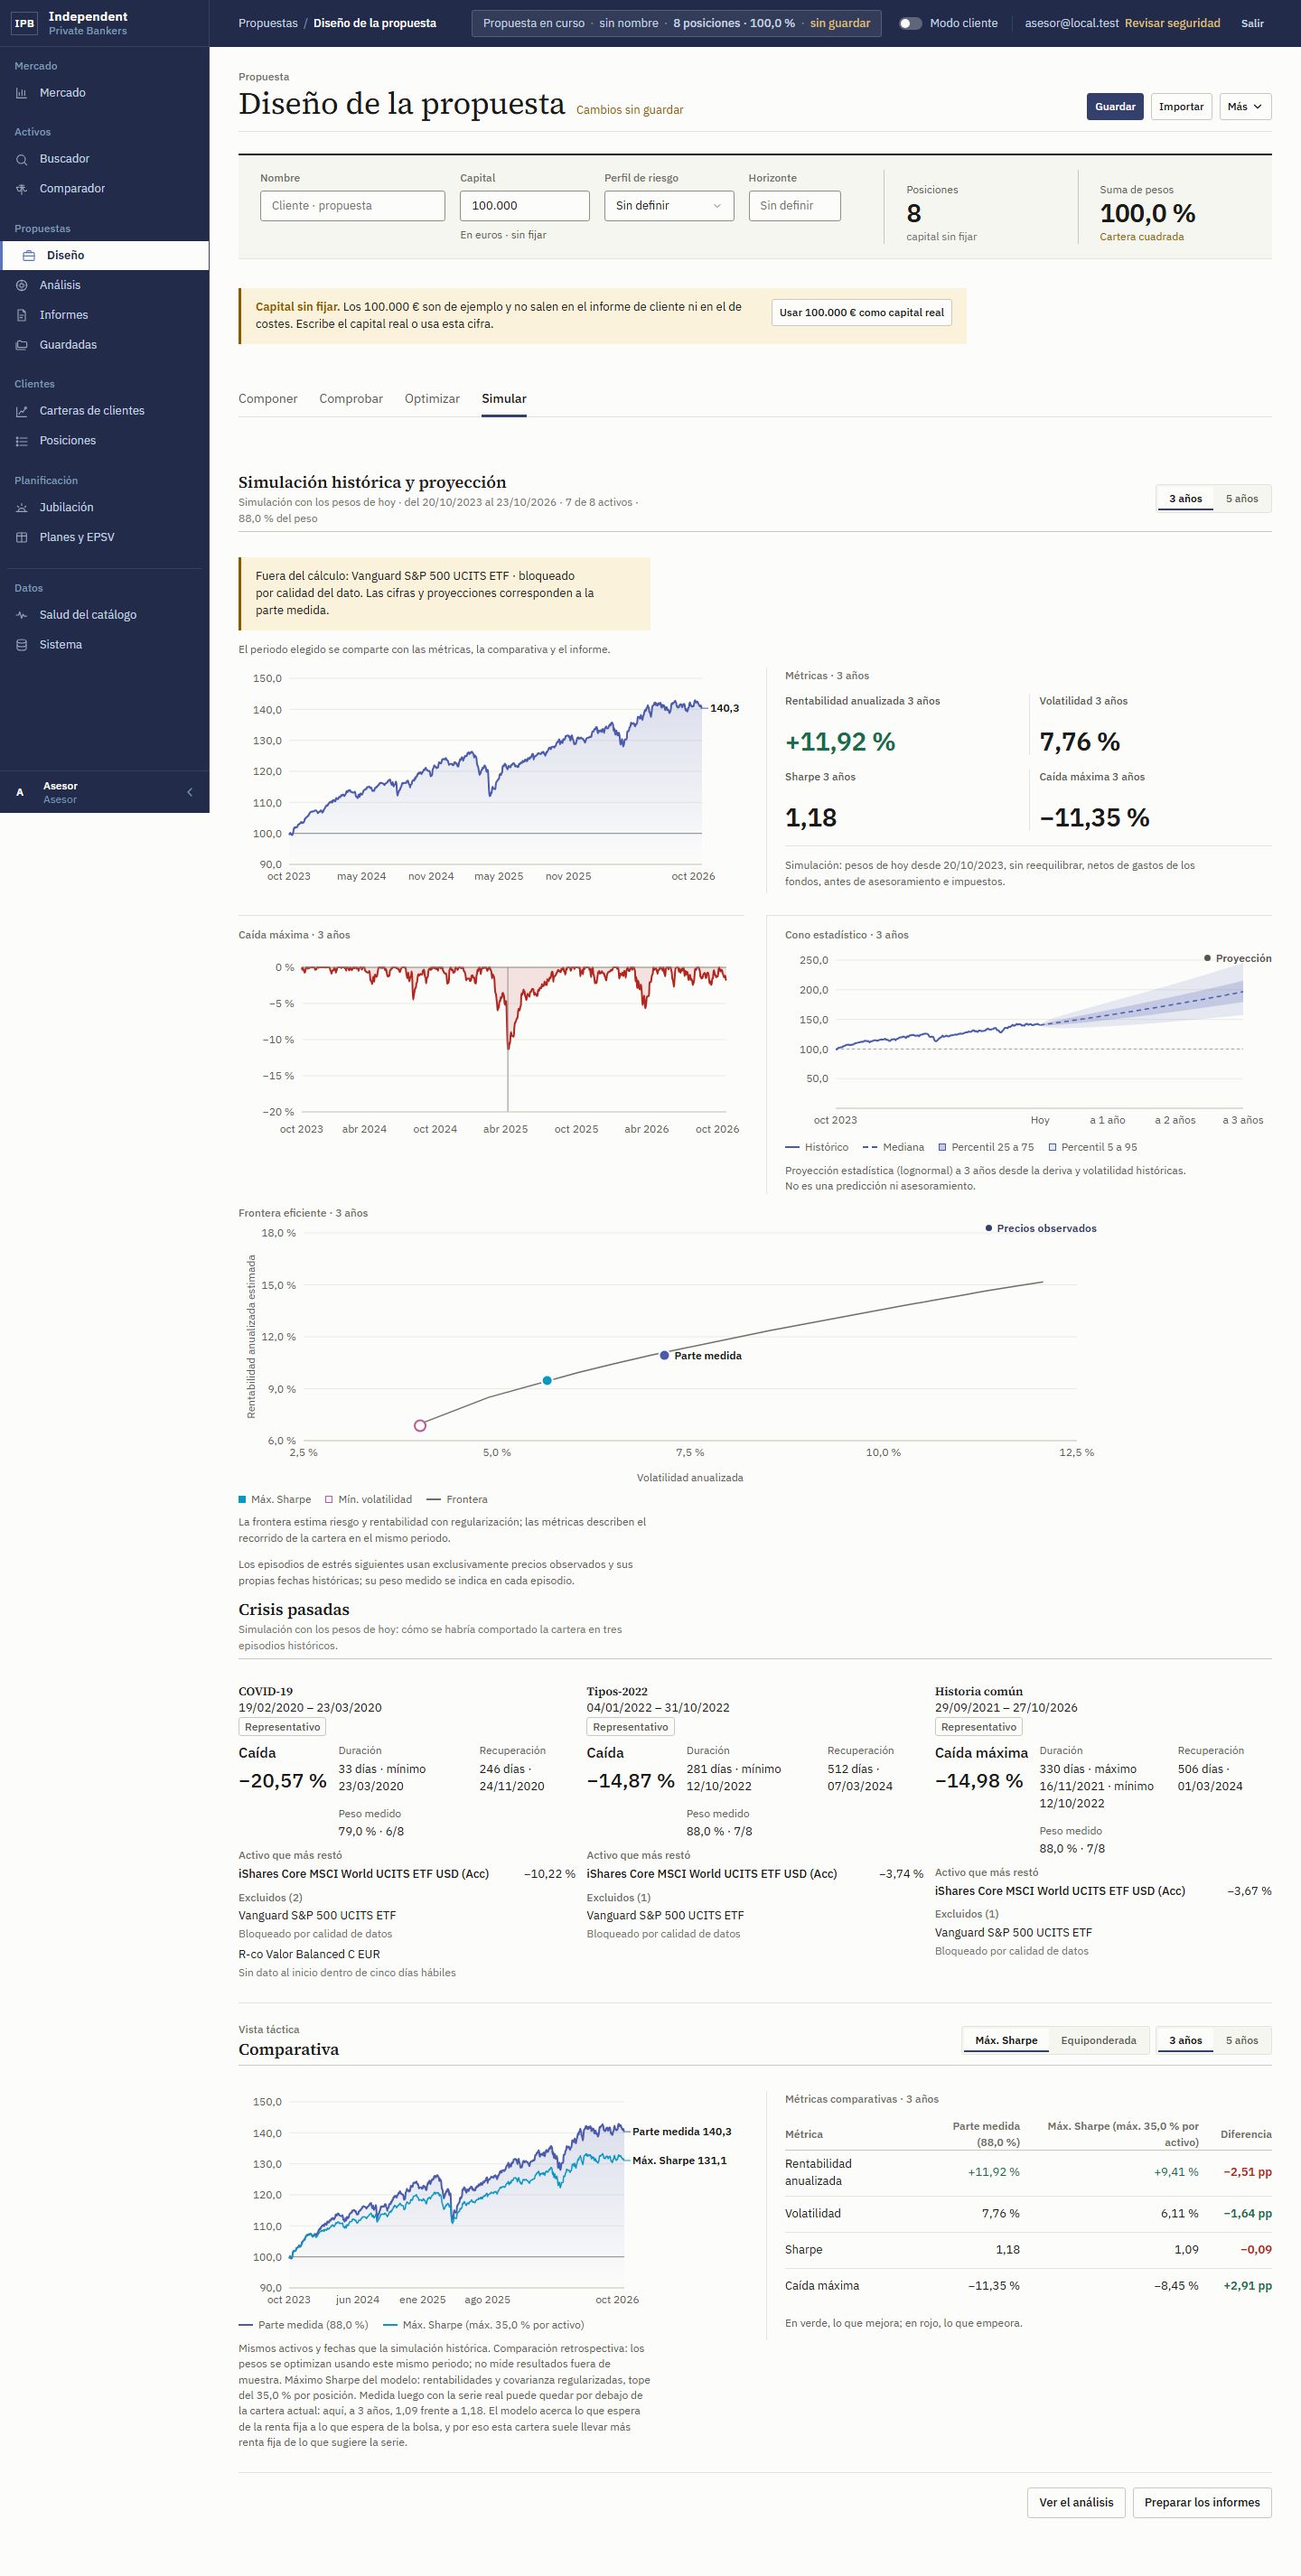 IPB
Independent
Private Bankers
Mercado
Mercado
Activos
Buscador
Comparador
Propuestas
Diseño
Análisis
Informes
Guardadas
Clientes
Carteras de clientes
Posiciones
Planificación
Jubilación
Planes y EPSV
Datos
Salud del catálogo
Sistema
A
Asesor
Asesor
Propuestas / Diseño de la propuesta
Propuesta en curso · sin nombre · 8 posiciones · 100,0 % · sin guardar
Modo cliente
asesor@local.test Revisar seguridad
Salir
Propuesta
Diseño de la propuesta Cambios sin guardar
Guardar
Importar
Más
Nombre
Cliente · propuesta
Capital
100.000
En euros · sin fijar
Perfil de riesgo
Sin definir
Horizonte
Sin definir
Posiciones
8
capital sin fijar
Suma de pesos
100,0 %
Cartera cuadrada
Capital sin fijar. Los 100.000 € son de ejemplo y no salen en el informe de cliente ni en el de
costes. Escribe el capital real o usa esta cifra.
Usar 100.000 € como capital real
Componer Comprobar Optimizar Simular
Simulación histórica y proyección
Simulación con los pesos de hoy · del 20/10/2023 al 23/10/2026 · 7 de 8 activos ·
88,0 % del peso
3 años 5 años
Fuera del cálculo: Vanguard S&P 500 UCITS ETF · bloqueado
por calidad del dato. Las cifras y proyecciones corresponden a la
parte medida.
El periodo elegido se comparte con las métricas, la comparativa y el informe.
150,0
140,0
130,0
120,0
110,0
100,0
90,0
140,3
oct 2023 may 2024 nov 2024 may 2025 nov 2025 oct 2026
Métricas · 3 años
Rentabilidad anualizada 3 años
+11,92 %
Volatilidad 3 años
7,76 %
Sharpe 3 años
1,18
Caída máxima 3 años
−11,35 %
Simulación: pesos de hoy desde 20/10/2023, sin reequilibrar, netos de gastos de los
fondos, antes de asesoramiento e impuestos.
Caída máxima · 3 años
0 %
−5 %
−10 %
−15 %
−20 %
oct 2023 abr 2024 oct 2024 abr 2025 oct 2025 abr 2026 oct 2026
Cono estadístico · 3 años
250,0
200,0
150,0
100,0
50,0
Proyección
oct 2023 Hoy a 1 año a 2 años a 3 años
Histórico Mediana Percentil 25 a 75 Percentil 5 a 95
Proyección estadística (lognormal) a 3 años desde la deriva y volatilidad históricas.
No es una predicción ni asesoramiento.
Frontera eficiente · 3 años
Precios observados
Rentabilidad anualizada estimada
18,0 %
15,0 %
12,0 %
9,0 %
6,0 %
Parte medida
2,5 % 5,0 % 7,5 % 10,0 % 12,5 %
Volatilidad anualizada
Máx. Sharpe Mín. volatilidad Frontera
La frontera estima riesgo y rentabilidad con regularización; las métricas describen el
recorrido de la cartera en el mismo periodo.
Los episodios de estrés siguientes usan exclusivamente precios observados y sus
propias fechas históricas; su peso medido se indica en cada episodio.
Crisis pasadas
Simulación con los pesos de hoy: cómo se habría comportado la cartera en tres
episodios históricos.
COVID-19
19/02/2020 – 23/03/2020
Representativo
Caída
−20,57 %
Duración
33 días · mínimo
23/03/2020
Recuperación
246 días ·
24/11/2020
Peso medido
79,0 % · 6/8
Activo que más restó
iShares Core MSCI World UCITS ETF USD (Acc) −10,22 %
Excluidos (2)
Vanguard S&P 500 UCITS ETF
Bloqueado por calidad de datos
R-co Valor Balanced C EUR
Sin dato al inicio dentro de cinco días hábiles
Tipos-2022
04/01/2022 – 31/10/2022
Representativo
Caída
−14,87 %
Duración
281 días · mínimo
12/10/2022
Recuperación
512 días ·
07/03/2024
Peso medido
88,0 % · 7/8
Activo que más restó
iShares Core MSCI World UCITS ETF USD (Acc) −3,74 %
Excluidos (1)
Vanguard S&P 500 UCITS ETF
Bloqueado por calidad de datos
Historia común
29/09/2021 – 27/10/2026
Representativo
Caída máxima
−14,98 %
Duración
330 días · máximo
16/11/2021 · mínimo
12/10/2022
Recuperación
506 días ·
01/03/2024
Peso medido
88,0 % · 7/8
Activo que más restó
iShares Core MSCI World UCITS ETF USD (Acc) −3,67 %
Excluidos (1)
Vanguard S&P 500 UCITS ETF
Bloqueado por calidad de datos
Vista táctica
Comparativa
Máx. Sharpe Equiponderada
3 años 5 años
150,0
140,0
130,0
120,0
110,0
100,0
90,0
Parte medida 140,3
Máx. Sharpe 131,1
oct 2023 jun 2024 ene 2025 ago 2025 oct 2026
Parte medida (88,0 %) Máx. Sharpe (máx. 35,0 % por activo)
Mismos activos y fechas que la simulación histórica. Comparación retrospectiva: los
pesos se optimizan usando este mismo periodo; no mide resultados fuera de
muestra. Máximo Sharpe del modelo: rentabilidades y covarianza regularizadas, tope
del 35,0 % por posición. Medida luego con la serie real puede quedar por debajo de
la cartera actual: aquí, a 3 años, 1,09 frente a 1,18. El modelo acerca lo que espera
de la renta fija a lo que espera de la bolsa, y por eso esta cartera suele llevar más
renta fija de lo que sugiere la serie.
Métricas comparativas · 3 años
Métrica
Parte medida
(88,0 %)
Máx. Sharpe (máx. 35,0 % por
activo)
Diferencia
Rentabilidad
anualizada
+11,92 % +9,41 % −2,51 pp
Volatilidad 7,76 % 6,11 % −1,64 pp
Sharpe 1,18 1,09 −0,09
Caída máxima −11,35 % −8,45 % +2,91 pp
En verde, lo que mejora; en rojo, lo que empeora.
Ver el análisis
Preparar los informes